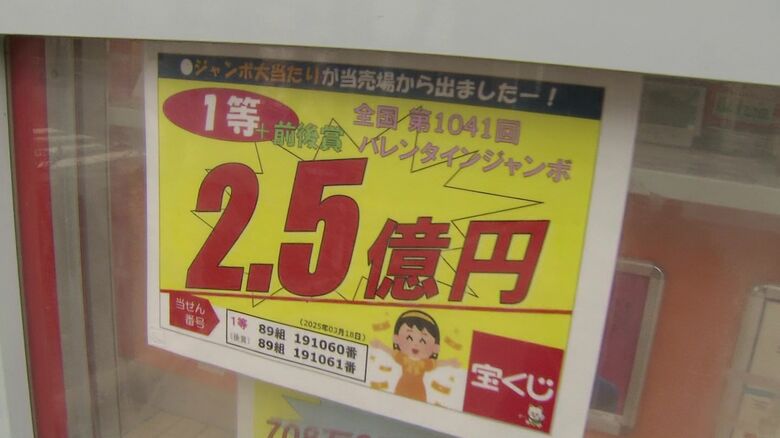 ●ジャンボ大当たりが当売場から出ましたー！
1等+前後賞
全国 第1041回
バレンタインジャンボ
2.5億円
当せん
番号
(2025年03月18日)
1等 89組 191060番
(後賞) 89組 191061番
宝くじ